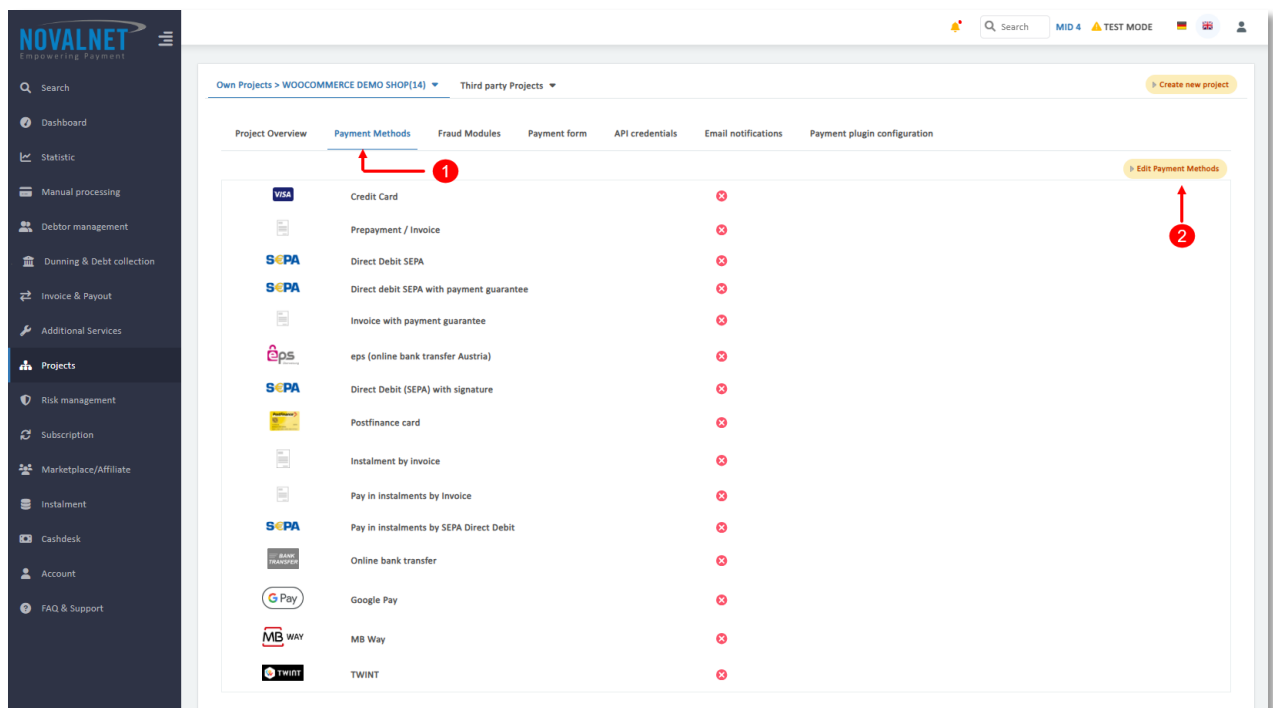 NOVALNET
Empowering Payment
Search
MID 4
TEST MODE
Search
Dashboard
Statistic
Manual processing
Debtor management
Dunning & Debt collection
Invoice & Payout
Additional Services
Projects
Risk management
Subscription
Marketplace/Affiliate
Instalment
Cashdesk
Account
FAQ & Support
Own Projects > WOOCOMMERCE DEMO SHOP(14)
Third party Projects
Create new project
Project Overview
Payment Methods
Fraud Modules
Payment form
API credentials
Email notifications
Payment plugin configuration
1
Edit Payment Methods
2
VISA
Credit Card
Prepayment / Invoice
S€PA
Direct Debit SEPA
S€PA
Direct debit SEPA with payment guarantee
Invoice with payment guarantee
eps
eps (online bank transfer Austria)
S€PA
Direct Debit (SEPA) with signature
Postfinance card
Instalment by invoice
Pay in instalments by Invoice
S€PA
Pay in instalments by SEPA Direct Debit
BANK
TRANSFER
Online bank transfer
G Pay
Google Pay
MB WAY
MB Way
TWINT
TWINT